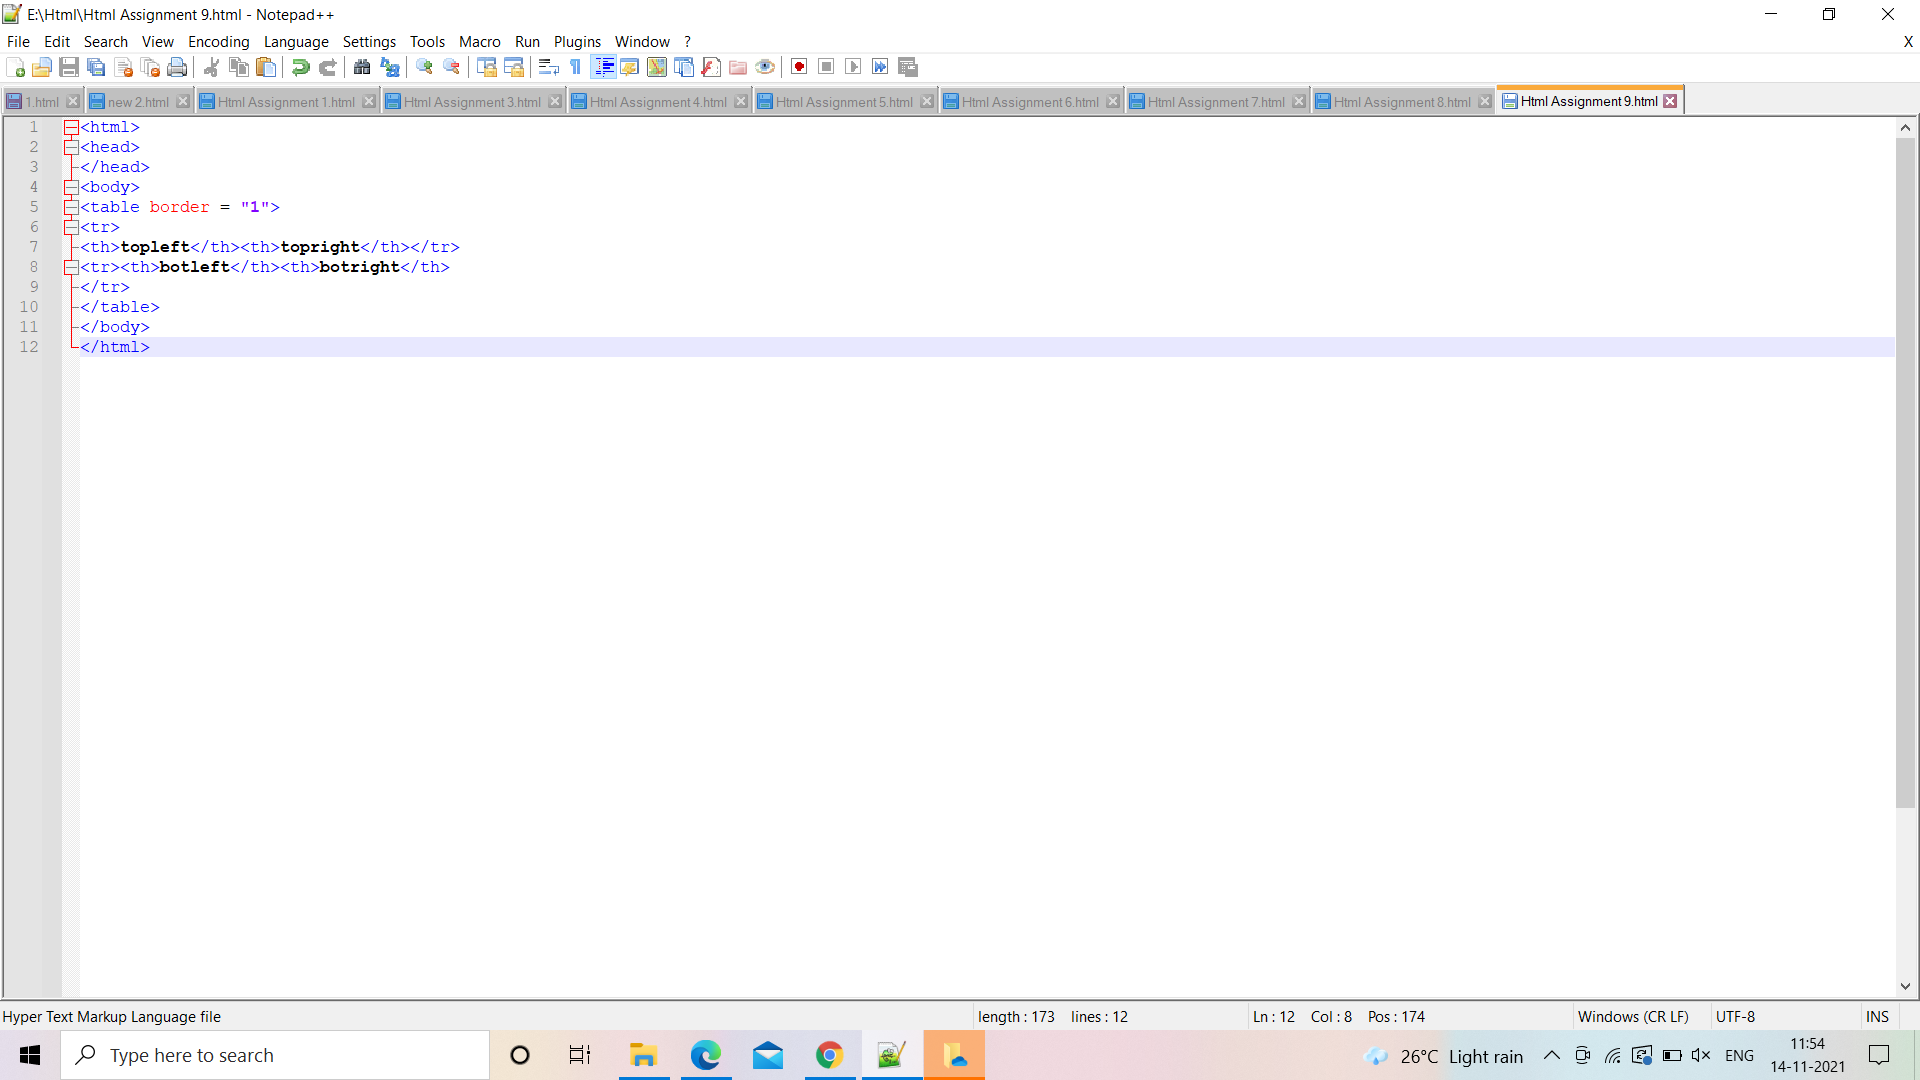 E:\Html\Html Assignment 9.html - Notepad++
File Edit Search View Encoding Language Settings Tools Macro Run Plugins Window ? X
1.html new 2.html Html Assignment 1.html Html Assignment 3.html Html Assignment 4.html Html Assignment 5.html Html Assignment 6.html Html Assignment 7.html Html Assignment 8.html Html Assignment 9.html
1 <html>
2 <head>
3 </head>
4 <body>
5 <table border = "1">
6 <tr>
7 <th>topleft</th><th>topright</th></tr>
8 <tr><th>botleft</th><th>botright</th>
9 </tr>
10 </table>
11 </body>
12 </html>
Hyper Text Markup Language file length : 173 lines : 12 Ln : 12 Col : 8 Pos : 174 Windows (CR LF) UTF-8 INS
Type here to search 26°C Light rain ENG 11:54
14-11-2021